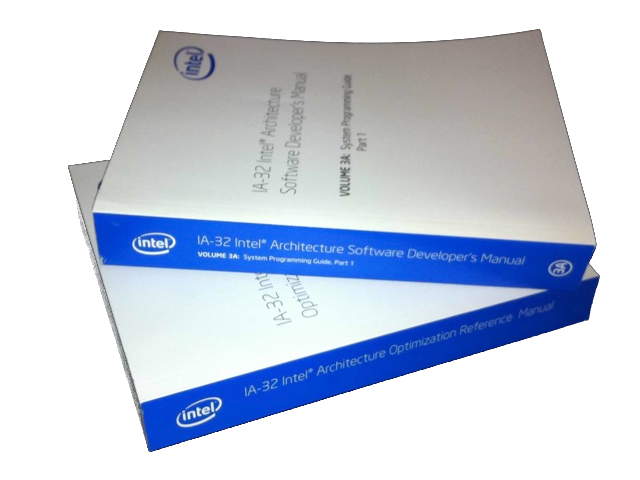 intel
IA-32 Intel® Architecture
Software Developer's Manual
VOLUME 3A: System Programming Guide
Part 1
intel
IA-32 Intel® Architecture Software Developer's Manual
VOLUME 3A: System Programming Guide, Part 1
IA-32 Inte
Optimiz
intel
IA-32 Intel® Architecture Optimization Reference Manual